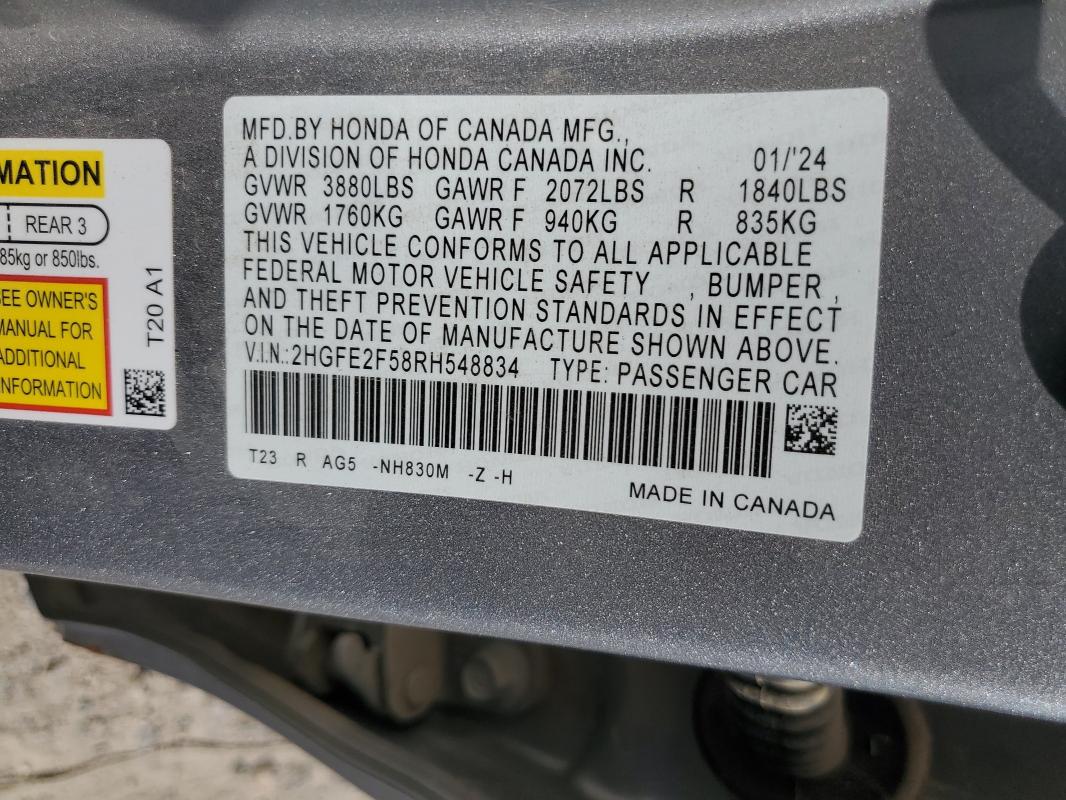 MATION
REAR 3
85kg or 850lbs.
SEE OWNER'S
MANUAL FOR
ADDITIONAL
INFORMATION
T20 A1
MFD.BY HONDA OF CANADA MFG.,
A DIVISION OF HONDA CANADA INC. 01/'24
GVWR 3880LBS GAWR F 2072LBS R 1840LBS
GVWR 1760KG GAWR F 940KG R 835KG
THIS VEHICLE CONFORMS TO ALL APPLICABLE
FEDERAL MOTOR VEHICLE SAFETY , BUMPER ,
AND THEFT PREVENTION STANDARDS IN EFFECT
ON THE DATE OF MANUFACTURE SHOWN ABOVE.
V.I.N.:2HGFE2F58RH548834 TYPE: PASSENGER CAR
T23 R AG5 -NH830M -Z -H
MADE IN CANADA